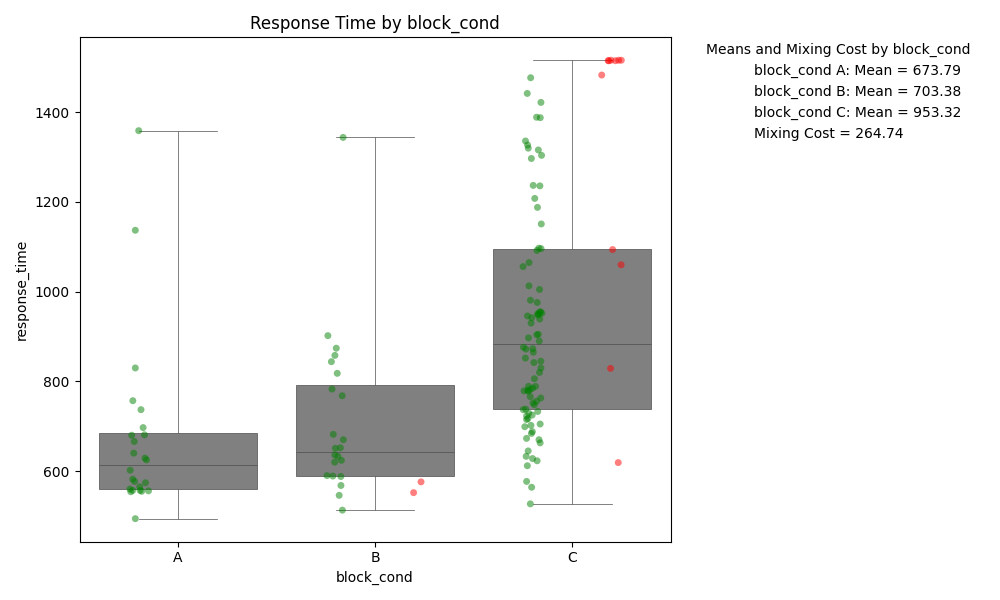 Response Time by block_cond
Means and Mixing Cost by block_cond
block_cond A: Mean = 673.79
block_cond B: Mean = 703.38
block_cond C: Mean = 953.32
Mixing Cost = 264.74
response_time
1400
1200
1000
800
600
A
B
C
block_cond